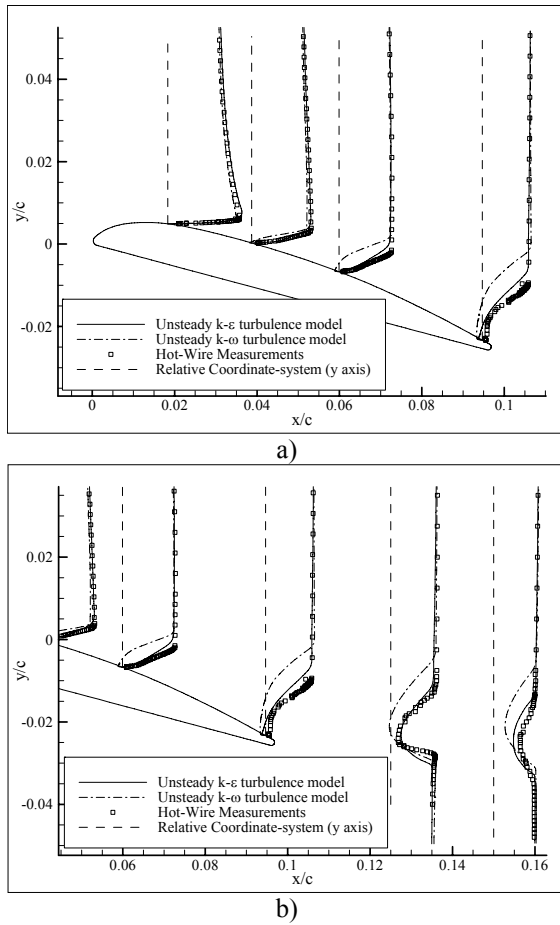 0.04
0.02
0
-0.02
y/c
Unsteady k-ε turbulence model
Unsteady k-ω turbulence model
Hot-Wire Measurements
Relative Coordinate-system (y axis)
0
0.02
0.04
0.06
0.08
0.1
x/c
a)
0.02
0
-0.02
-0.04
y/c
Unsteady k-ε turbulence model
Unsteady k-ω turbulence model
Hot-Wire Measurements
Relative Coordinate-system (y axis)
0.06
0.08
0.1
0.12
0.14
0.16
x/c
b)